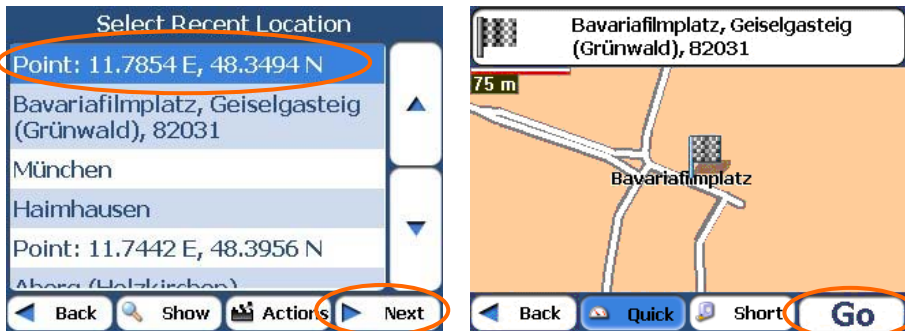 Select Recent Location
Point: 11.7854 E, 48.3494 N
Bavariafilmplatz, Geiselgasteig
(Grünwald), 82031
München
Haimhausen
Point: 11.7442 E, 48.3956 N
Back
Show
Actions
Next
Bavariafilmplatz, Geiselgasteig
(Grünwald), 82031
75 m
Bavariafilmplatz
Back
Quick
Short
Go